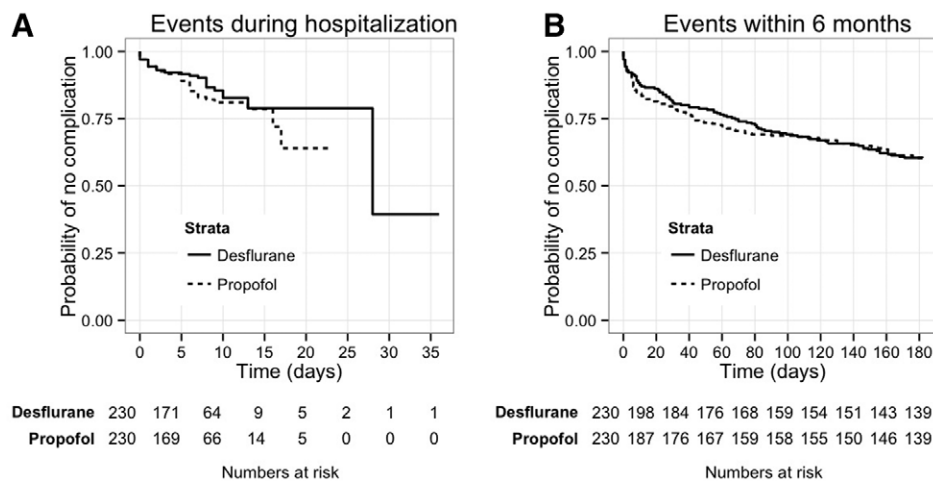 A Events during hospitalization
Probability of no complication
1.00
0.75
0.50
0.25
0.00
Strata
Desflurane
Propofol
0 5 10 15 20 25 30 35
Time (days)
Desflurane 230 171 64 9 5 2 1 1
Propofol 230 169 66 14 5 0 0 0
Numbers at risk
B Events within 6 months
Probability of no complication
1.00
0.75
0.50
0.25
0.00
Strata
Desflurane
Propofol
0 20 40 60 80 100 120 140 160 180
Time (days)
Desflurane 230 198 184 176 168 159 154 151 143 139
Propofol 230 187 176 167 159 158 155 150 146 139
Numbers at risk